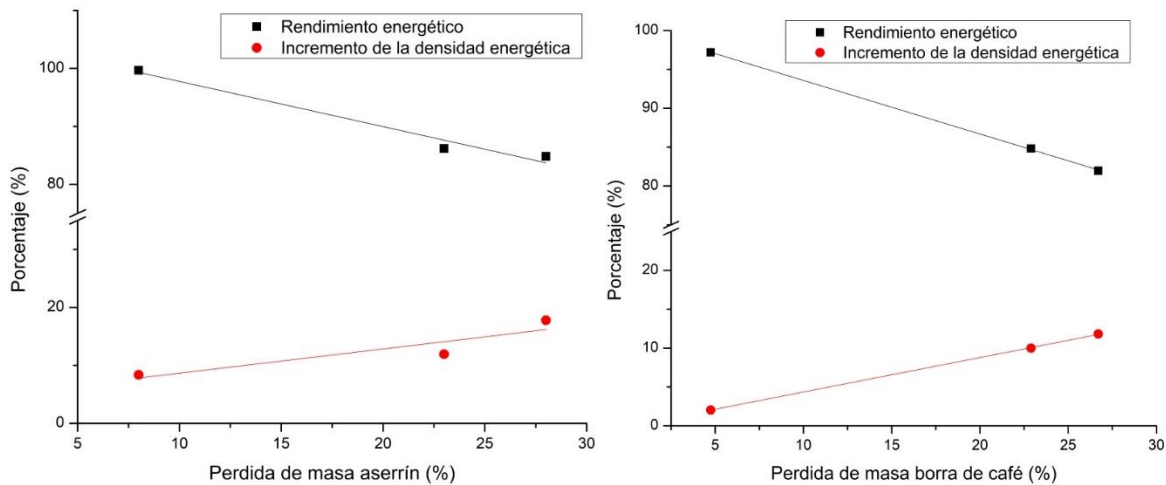 Rendimiento energético
Incremento de la densidad energética
100
80
20
0
Porcentaje (%)
5 10 15 20 25 30
Perdida de masa aserrín (%)
Rendimiento energético
Incremento de la densidad energética
100
90
80
20
10
0
Porcentaje (%)
5 10 15 20 25 30
Perdida de masa borra de café (%)